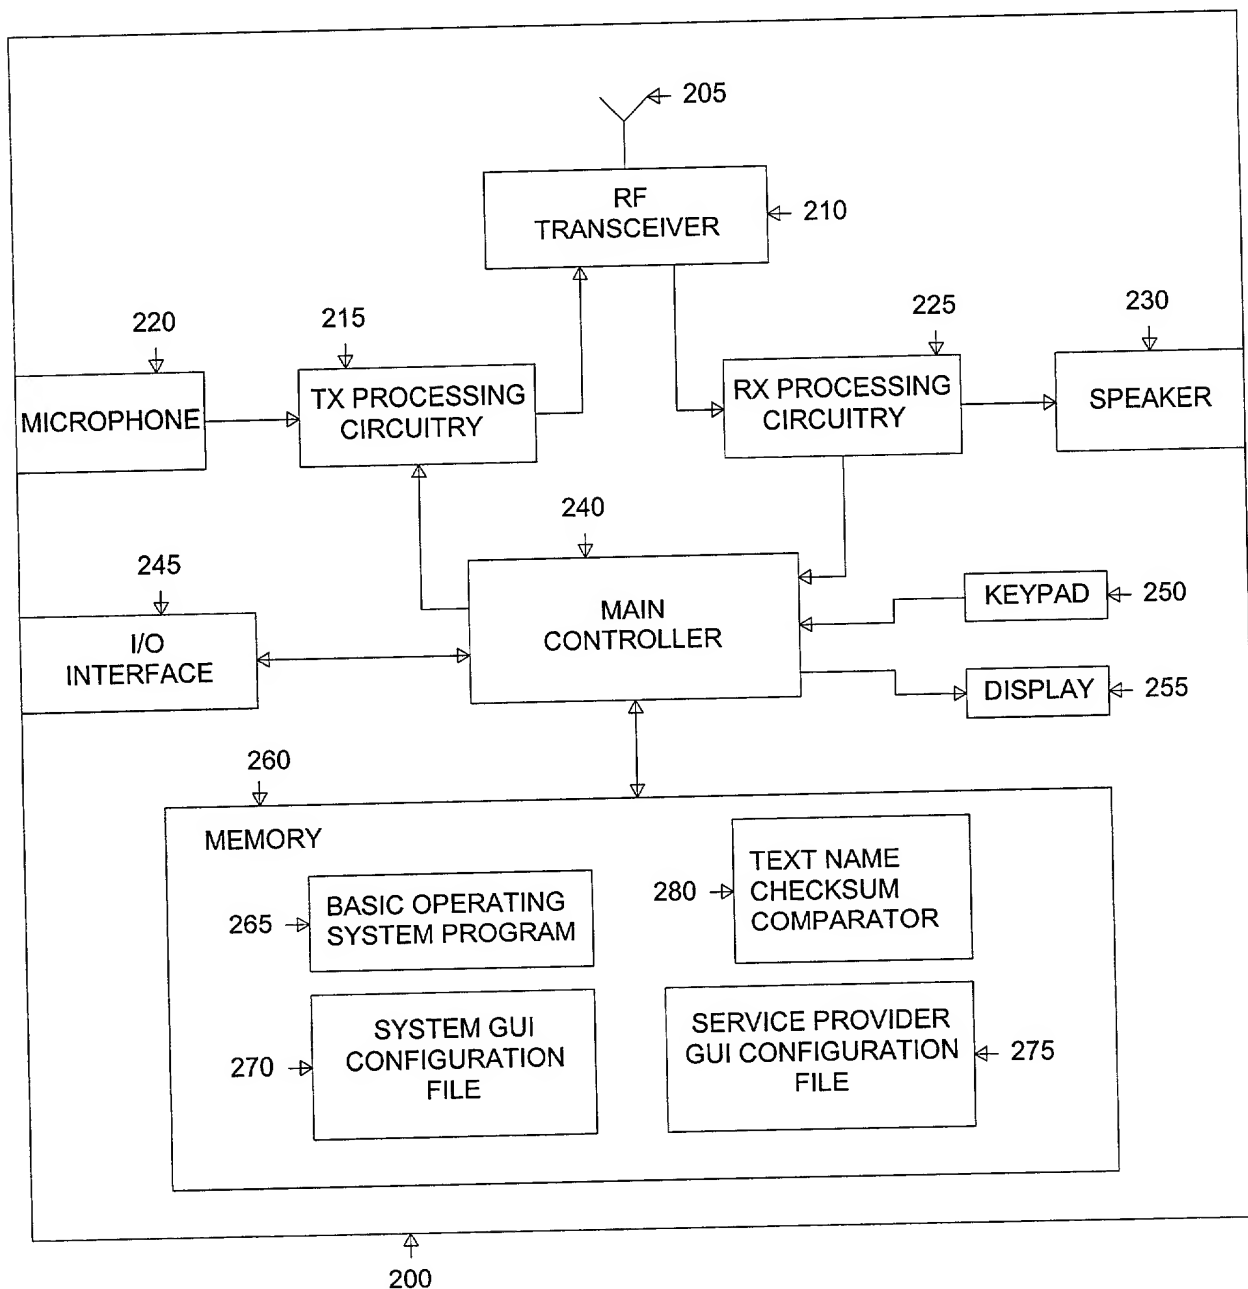 205
RF
TRANSCEIVER
210
220
215
225
230
MICROPHONE
TX PROCESSING
CIRCUITRY
RX PROCESSING
CIRCUITRY
SPEAKER
240
245
I/O
INTERFACE
MAIN
CONTROLLER
KEYPAD
250
DISPLAY
255
260
MEMORY
265
BASIC OPERATING
SYSTEM PROGRAM
280
TEXT NAME
CHECKSUM
COMPARATOR
270
SYSTEM GUI
CONFIGURATION
FILE
SERVICE PROVIDER
GUI CONFIGURATION
FILE
275
200